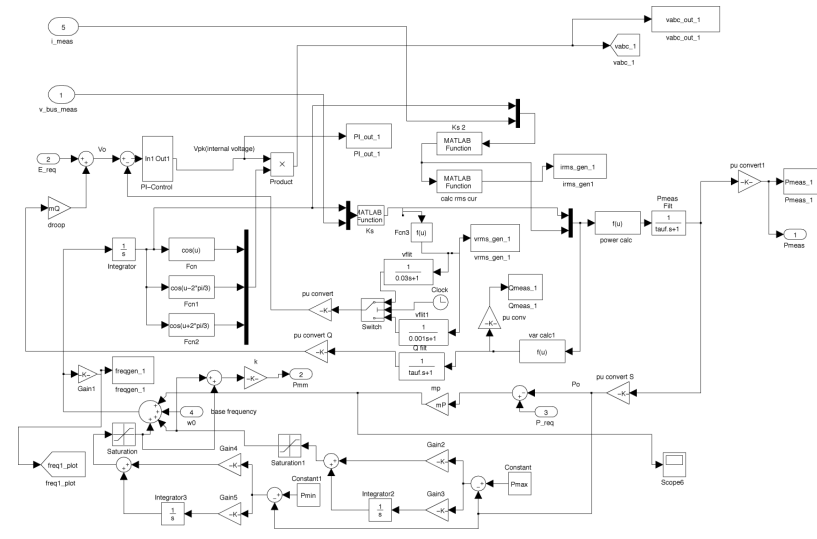 5
i_meas
vabc_out_1
vabc_out_1
vabc_1
vabc_1
1
v_bus_meas
Ks 2
MATLAB
Function
Vpk(internal voltage)
PI_out_1
PI_out_1
2
E_req
Vo
In1 Out1
PI-Control
×
Product
MATLAB
Function
calc rms cur
irms_gen_1
irms_gen1
pu convert1
-K-
Pmeas_1
Pmeas_1
1
Pmeas
mQ
droop
MATLAB
Function
Ks
Fcn3
f(u)
vrms_gen_1
vrms_gen_1
f(u)
power calc
Pmeas
Filt
1
tauf.s+1
1
s
Integrator
cos(u)
Fcn
cos(u-2*pi/3)
Fcn1
cos(u+2*pi/3)
Fcn2
vflit
1
0.03s+1
Clock
Switch
vflit1
1
0.001s+1
pu convert
-K-
Qmeas_1
Qmeas_1
-K-
pu conv
var calc1
f(u)
pu convert Q
-K-
Q filt
1
tauf.s+1
-K-
Gain1
freqgen_1
freqgen_1
k
-K-
2
Pmm
mp
mP
Po
pu convert S
-K-
3
P_req
4
w0
base frequency
Saturation
freq1_plot
freq1_plot
Gain4
-K-
Saturation1
Gain2
-K-
Constant
Pmax
Scope6
Integrator3
1
s
Gain5
-K-
Constant1
Pmin
Integrator2
1
s
Gain3
-K-